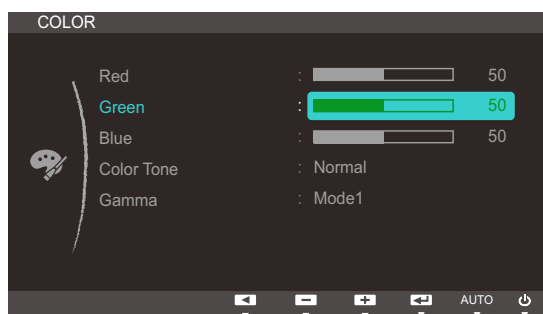 COLOR
Red : 50
Green : 50
Blue : 50
Color Tone : Normal
Gamma : Mode1
AUTO